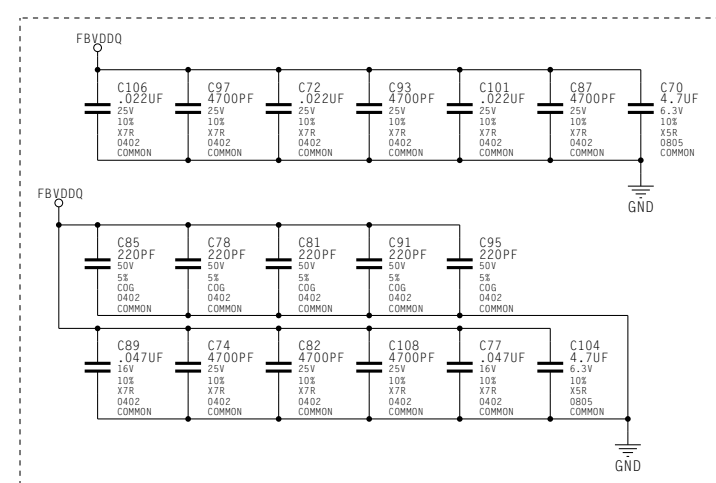 FBVDDQ
C106
.022UF
25V
10%
X7R
0402
COMMON
C97
4700PF
25V
10%
X7R
0402
COMMON
C72
.022UF
25V
10%
X7R
0402
COMMON
C93
4700PF
25V
10%
X7R
0402
COMMON
C101
.022UF
25V
10%
X7R
0402
COMMON
C87
4700PF
25V
10%
X7R
0402
COMMON
C70
4.7UF
6.3V
10%
X5R
0805
COMMON
GND
FBVDDQ
C85
220PF
50V
5%
COG
0402
COMMON
C78
220PF
50V
5%
COG
0402
COMMON
C81
220PF
50V
5%
COG
0402
COMMON
C91
220PF
50V
5%
COG
0402
COMMON
C95
220PF
50V
5%
COG
0402
COMMON
C89
.047UF
16V
10%
X7R
0402
COMMON
C74
4700PF
25V
10%
X7R
0402
COMMON
C82
4700PF
25V
10%
X7R
0402
COMMON
C108
4700PF
25V
10%
X7R
0402
COMMON
C77
.047UF
16V
10%
X7R
0402
COMMON
C104
4.7UF
6.3V
10%
X5R
0805
COMMON
GND